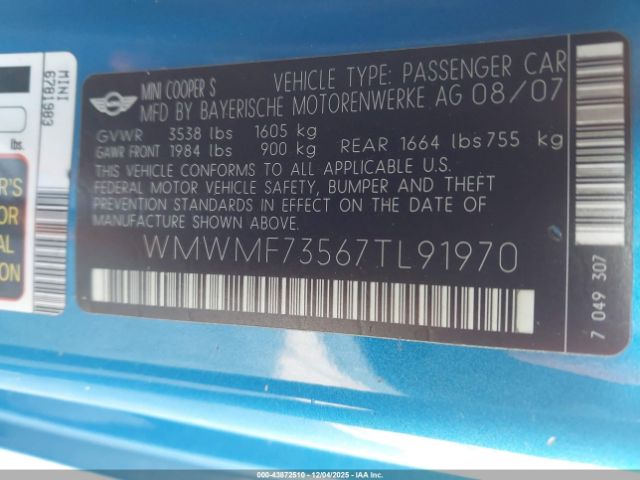 MINI COOPER S
VEHICLE TYPE: PASSENGER CAR
MFD BY BAYERISCHE MOTORENWERKE AG 08/07
GVWR 3538 lbs 1605 kg
GAWR FRONT 1984 lbs 900 kg REAR 1664 lbs 755 kg
THIS VEHICLE CONFORMS TO ALL APPLICABLE U.S.
FEDERAL MOTOR VEHICLE SAFETY, BUMPER AND THEFT
PREVENTION STANDARDS IN EFFECT ON THE DATE OF
MANUFACTURE SHOWN ABOVE.
WMWMF73567TL91970
7 049 307
MINI
6781983
lbs.
000-43872510 - 12/04/2025 - IAAI.COM